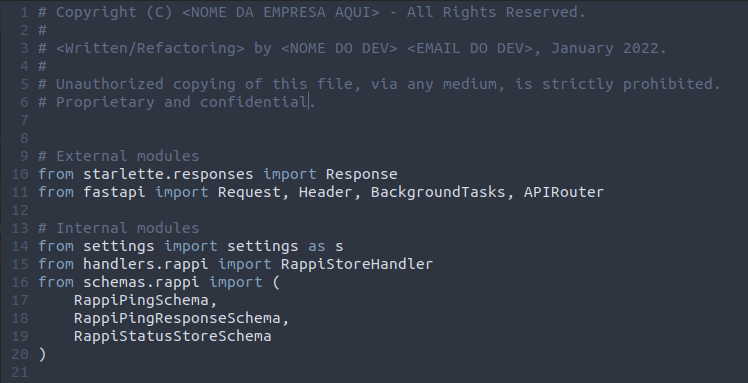 1 # Copyright (C) <NOME DA EMPRESA AQUI> - All Rights Reserved.
2 #
3 # <Written/Refactoring> by <NOME DO DEV> <EMAIL DO DEV>, January 2022.
4 #
5 # Unauthorized copying of this file, via any medium, is strictly prohibited.
6 # Proprietary and confidential.
7
8
9 # External modules
10 from starlette.responses import Response
11 from fastapi import Request, Header, BackgroundTasks, APIRouter
12
13 # Internal modules
14 from settings import settings as s
15 from handlers.rappi import RappiStoreHandler
16 from schemas.rappi import (
17     RappiPingSchema,
18     RappiPingResponseSchema,
19     RappiStatusStoreSchema
20 )
21